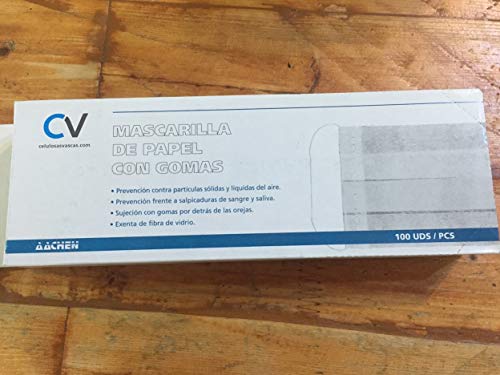 CV
celulosasvascas.com
MASCARILLA
DE PAPEL
CON GOMAS
• Prevención contra partículas sólidas y líquidas del aire.
• Prevención frente a salpicaduras de sangre y saliva.
• Sujeción con gomas por detrás de las orejas.
• Exenta de fibra de vidrio.
AACHEN
100 UDS / PCS